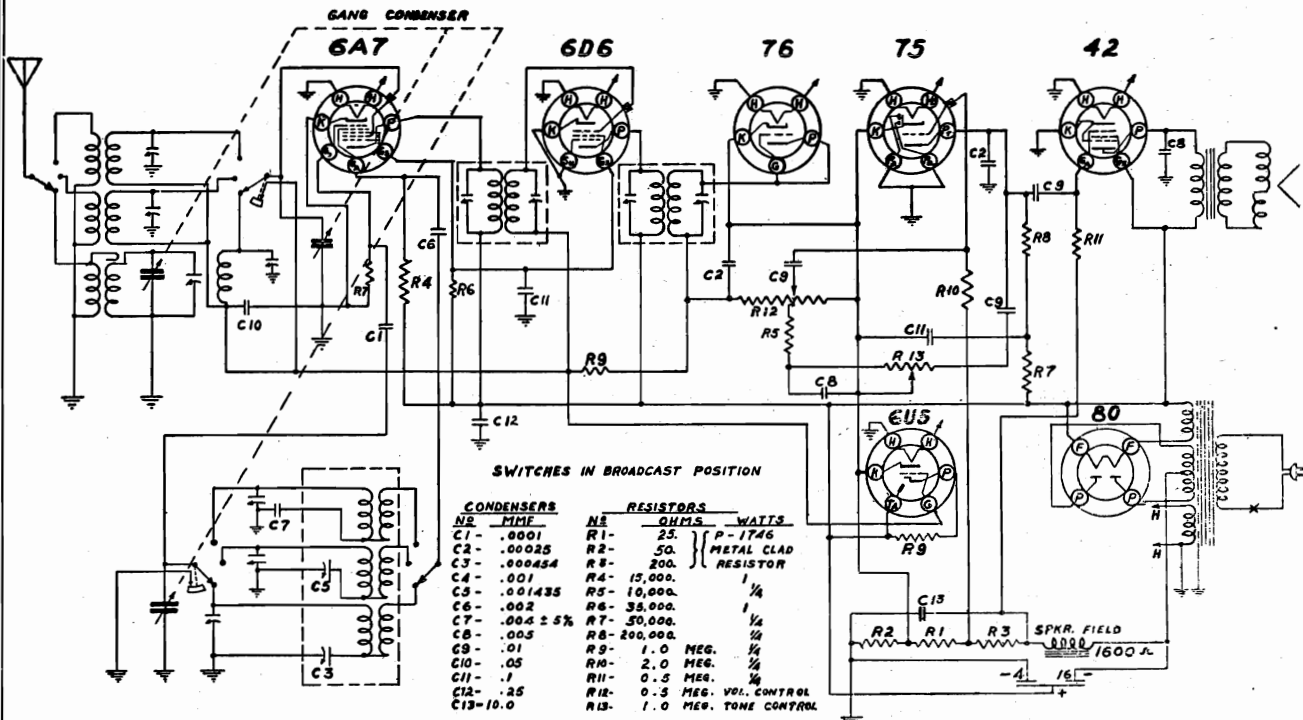 GANG CONDENSER
6A7 6D6 76 75 42
H H H H H H H H H H
K P K P K P K K P
G
C2 C8
C9
C6 R8 R11
C2 C9
R7 R4 R6 C11 R10 C9
C10 R12
C1 R5 C11
R9 R13 R7
C8
C12 6U5 80
H H F F
K P P P
G H
R9 H
SWITCHES IN BROADCAST POSITION
CONDENSERS RESISTORS
NO MMF NO OHMS WATTS
C1 - .0001 R1- 25. P-1746
C2 - .00025 R2- 50. METAL CLAD
C3 - .000454 R3- 200. RESISTOR
C4 - .001 R4- 15,000. 1
C5 - .001435 R5- 10,000. 1/4
C6 - .002 R6- 35,000. 1
C7 - .004 ± 5% R7- 50,000. 1/4
C8 - .005 R8- 200,000. 1/4
C9 - .01 R9- 1.0 MEG. 1/4
C10 - .05 R10- 2.0 MEG. 1/4
C11 - .1 R11- 0.5 MEG. 1/4
C12- .25 R12- 0.5 MEG. VOL. CONTROL
C13-10.0 R13- 1.0 MEG. TONE CONTROL
C7
C5
C3
C13
R2 R1 R3 SPKR. FIELD
1600 Ω
-4 16 -
+